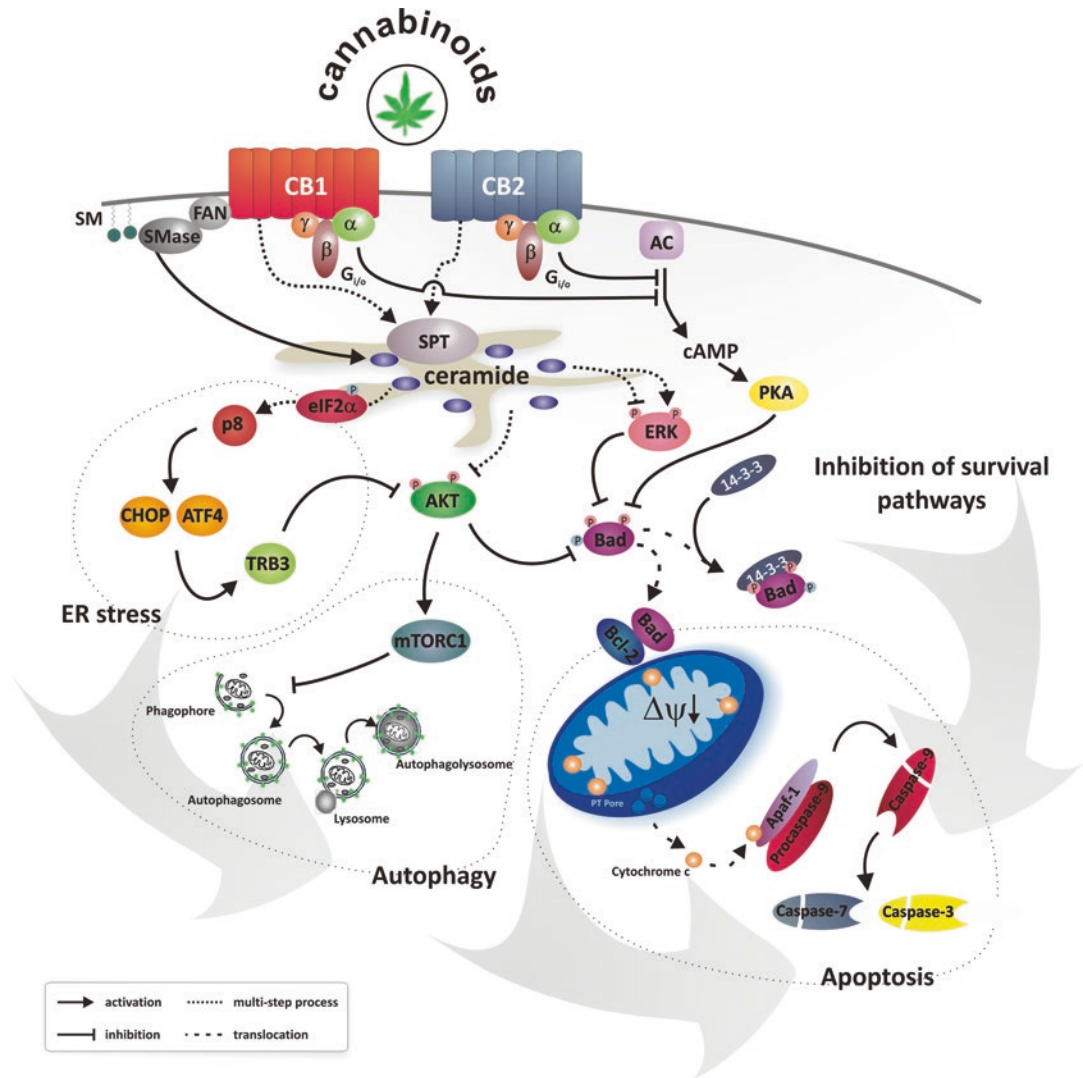 cannabinoids
CB1
CB2
SM
FAN
SMase
γ
α
β
Gi/o
γ
α
β
Gi/o
AC
SPT
cAMP
ceramide
PKA
P
eIF2α
p8
P
P
ERK
Inhibition of survival
pathways
14-3-3
P
P
AKT
CHOP
ATF4
P
P
P
Bad
TRB3
14-3-3
P
P
Bad
P
ER stress
mTORC1
Bcl-2
Bad
Δψ
Phagophore
Autophagolysosome
Autophagosome
Lysosome
PT Pore
Apaf-1
Procaspase-9
Caspase-9
Cytochrome c
Autophagy
Caspase-7
Caspase-3
Apoptosis
activation
multi-step process
inhibition
translocation